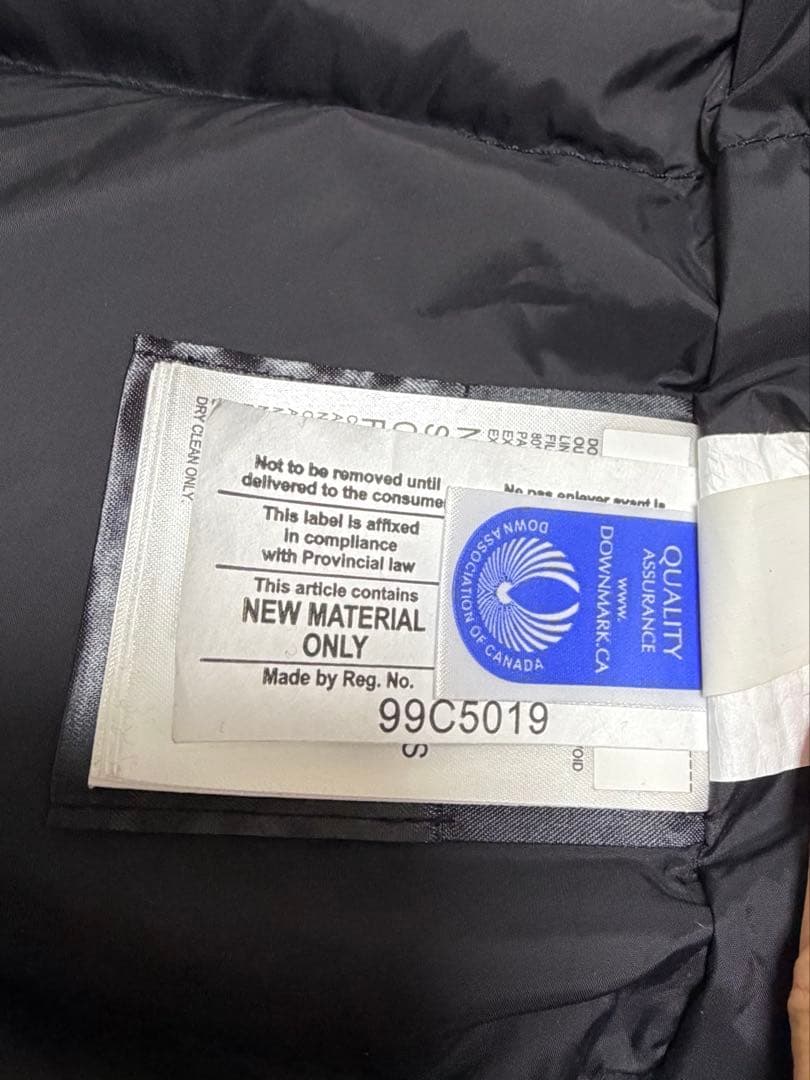 Not to be removed until
delivered to the consume
This label is affixed
in compliance
with Provincial law
This article contains
NEW MATERIAL
ONLY
Made by Reg. No.
99C5019
DOWN ASSOCIATION OF CANADA
QUALITY
ASSURANCE
www.
DOWNMARK.CA
DRY CLEAN ONLY